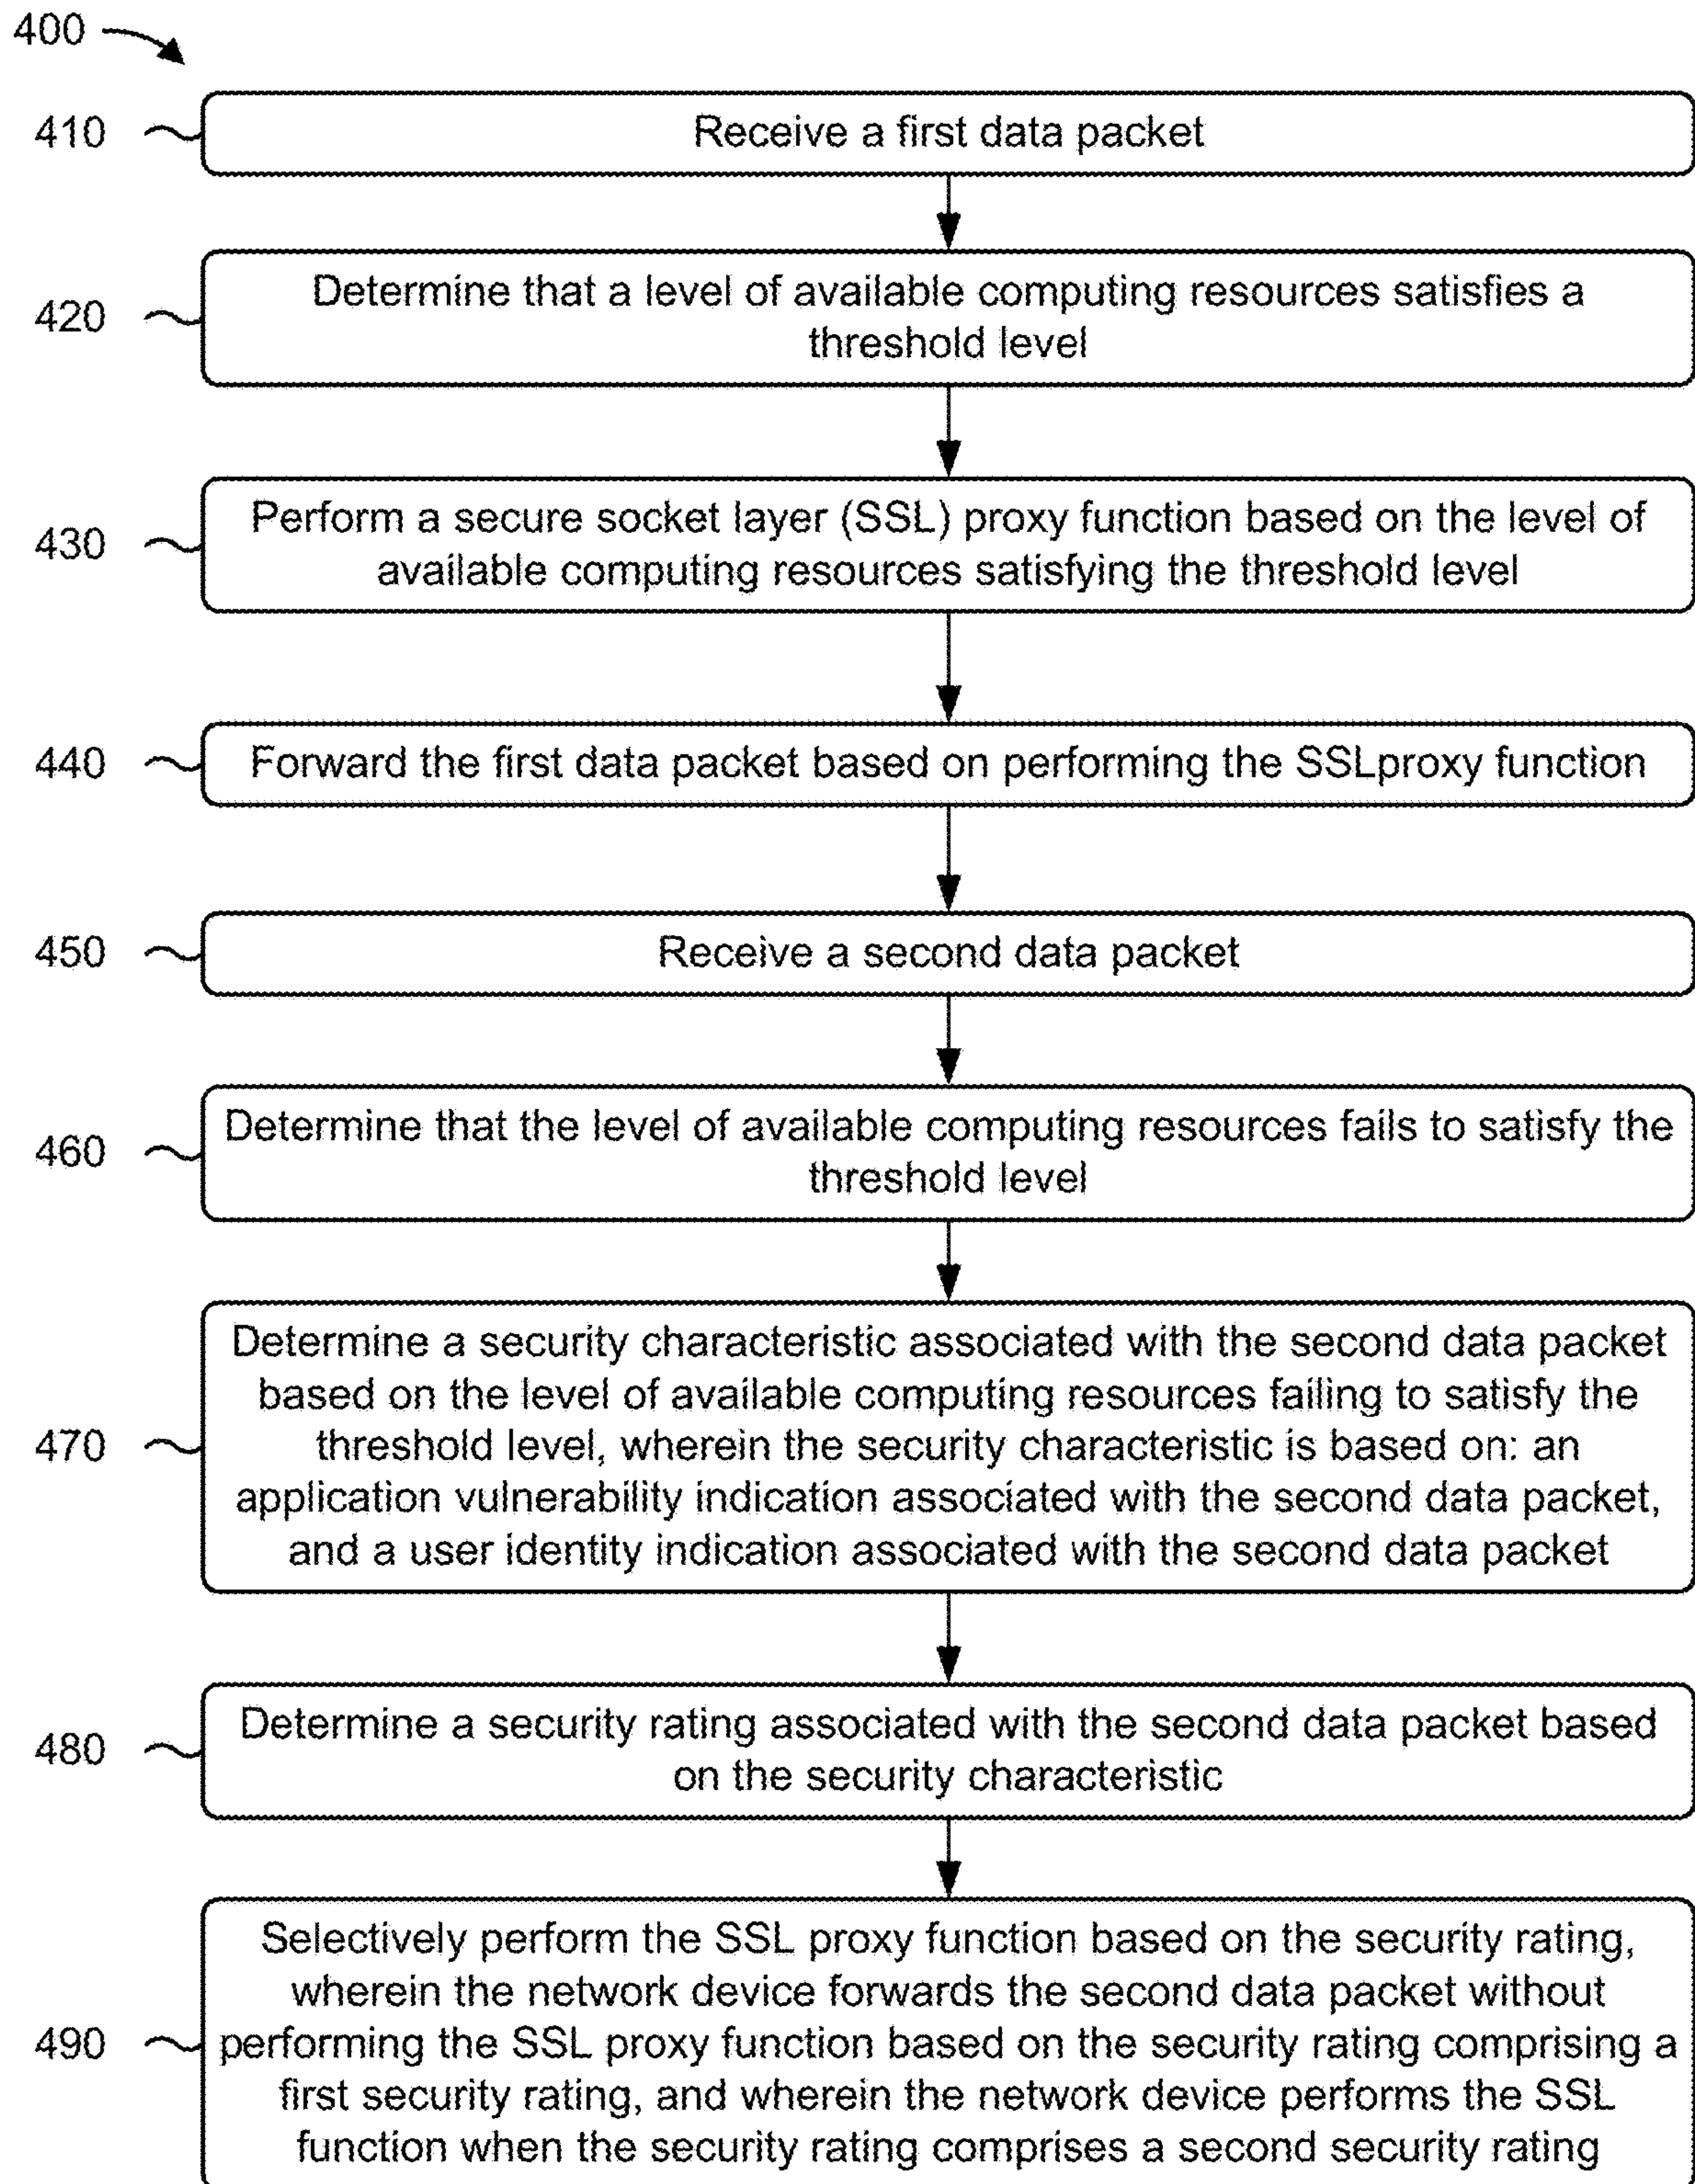 400
410
Receive a first data packet
420
Determine that a level of available computing resources satisfies a
threshold level
430
Perform a secure socket layer (SSL) proxy function based on the level of
available computing resources satisfying the threshold level
440
Forward the first data packet based on performing the SSLproxy function
450
Receive a second data packet
460
Determine that the level of available computing resources fails to satisfy the
threshold level
470
Determine a security characteristic associated with the second data packet
based on the level of available computing resources failing to satisfy the
threshold level, wherein the security characteristic is based on: an
application vulnerability indication associated with the second data packet,
and a user identity indication associated with the second data packet
480
Determine a security rating associated with the second data packet based
on the security characteristic
490
Selectively perform the SSL proxy function based on the security rating,
wherein the network device forwards the second data packet without
performing the SSL proxy function based on the security rating comprising a
first security rating, and wherein the network device performs the SSL
function when the security rating comprises a second security rating